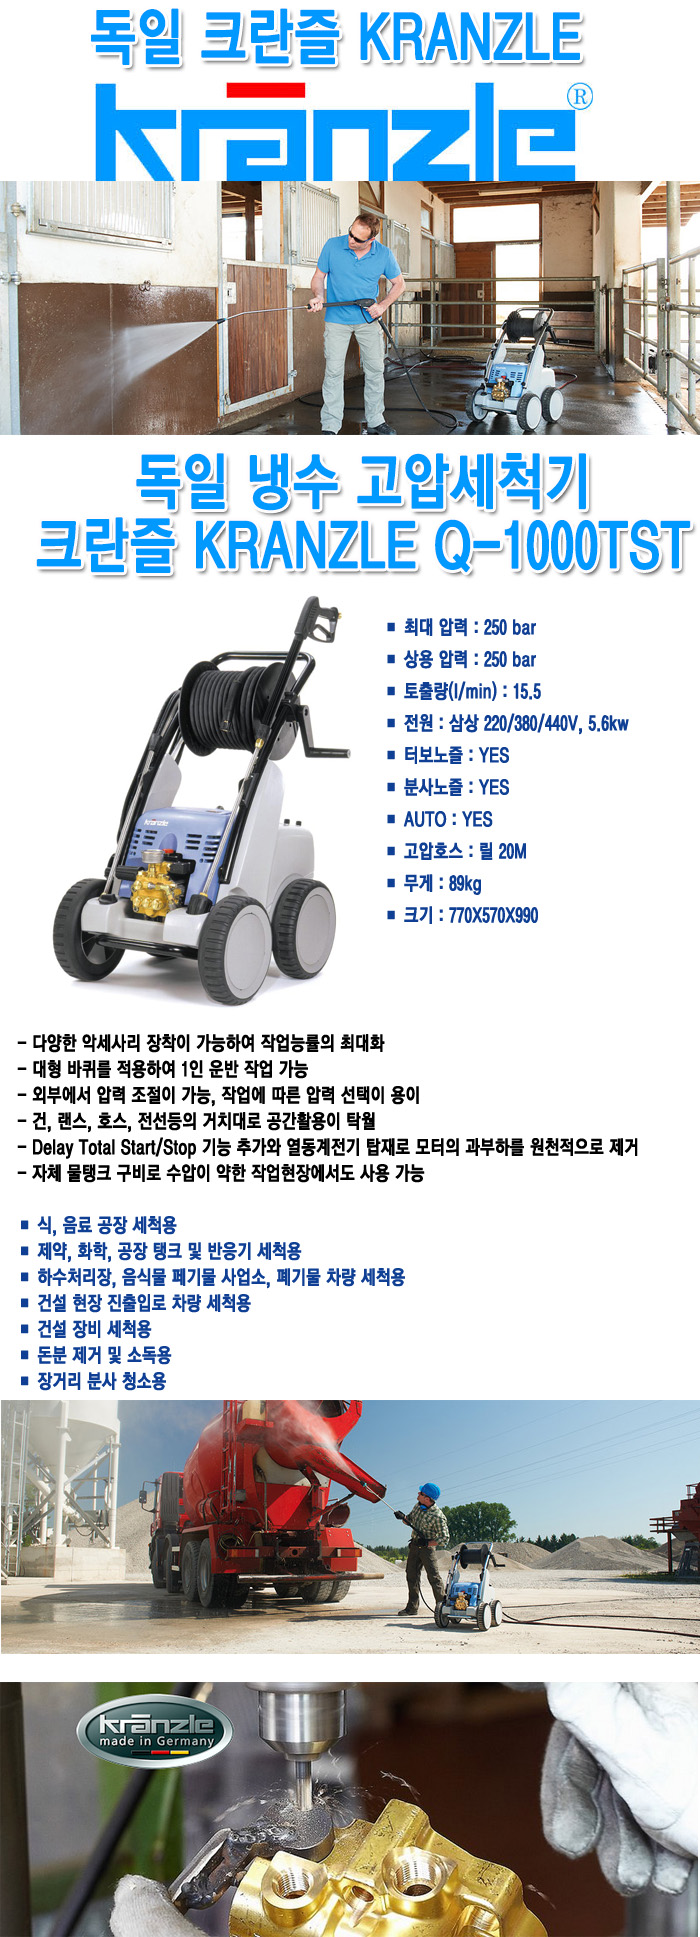 독일 크란즐 KRANZLE
kränzle®
독일 냉수 고압세척기
크란즐 KRANZLE Q-1000TST
■ 최대 압력 : 250 bar
■ 상용 압력 : 250 bar
■ 토출량(l/min) : 15.5
■ 전원 : 삼상 220/380/440V, 5.6kw
■ 터보노즐 : YES
■ 분사노즐 : YES
■ AUTO : YES
■ 고압호스 : 릴 20M
■ 무게 : 89kg
■ 크기 : 770X570X990
kränzle
- 다양한 악세사리 장착이 가능하여 작업능률의 최대화
- 대형 바퀴를 적용하여 1인 운반 작업 가능
- 외부에서 압력 조절이 가능, 작업에 따른 압력 선택이 용이
- 건, 랜스, 호스, 전선등의 거치대로 공간활용이 탁월
- Delay Total Start/Stop 기능 추가와 열동계전기 탑재로 모터의 과부하를 원천적으로 제거
- 자체 물탱크 구비로 수압이 약한 작업현장에서도 사용 가능
■ 식, 음료 공장 세척용
■ 제약, 화학, 공장 탱크 및 반응기 세척용
■ 하수처리장, 음식물 폐기물 사업소, 폐기물 차량 세척용
■ 건설 현장 진출입로 차량 세척용
■ 건설 장비 세척용
■ 돈분 제거 및 소독용
■ 장거리 분사 청소용
kränzle
made in Germany